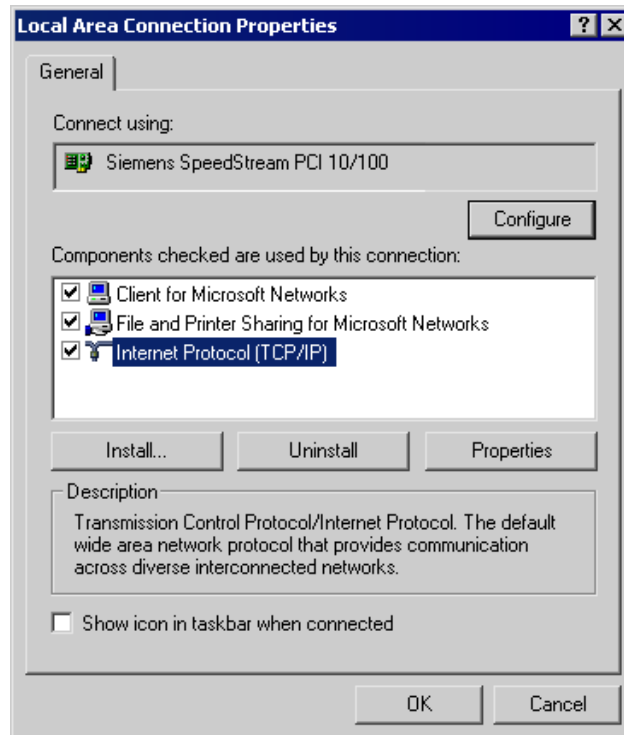 Local Area Connection Properties
General
Connect using:
Siemens SpeedStream PCI 10/100
Configure
Components checked are used by this connection:
Client for Microsoft Networks
File and Printer Sharing for Microsoft Networks
Internet Protocol (TCP/IP)
Install... Uninstall Properties
Description
Transmission Control Protocol/Internet Protocol. The default
wide area network protocol that provides communication
across diverse interconnected networks.
Show icon in taskbar when connected
OK Cancel